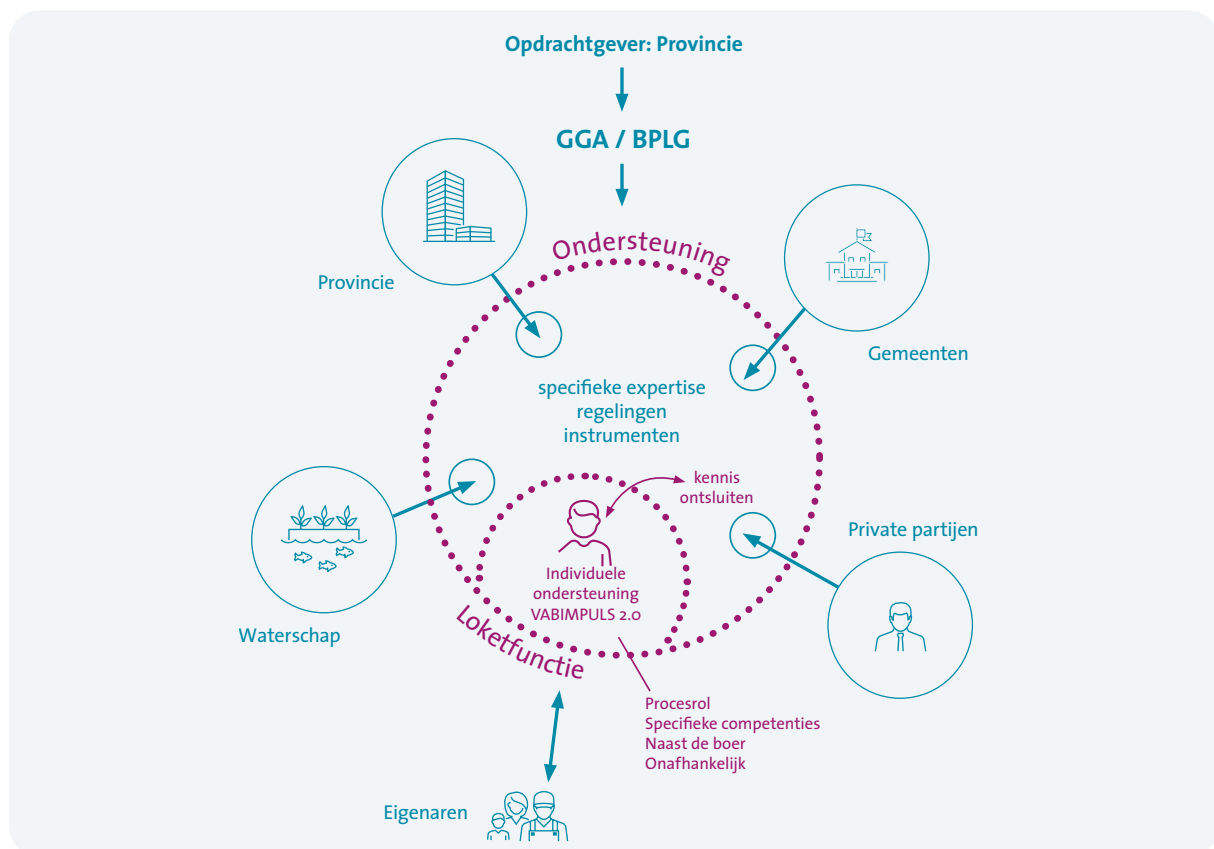 Opdrachtgever: Provincie
GGA / BPLG
Ondersteuning
Provincie
Gemeenten
specifieke expertise
regelingen
instrumenten
kennis
ontsluiten
Private partijen
Individuele
ondersteuning
VABIMPULS 2.0
Waterschap
Loketfunctie
Procesrol
Specifieke competenties
Naast de boer
Onafhankelijk
Eigenaren